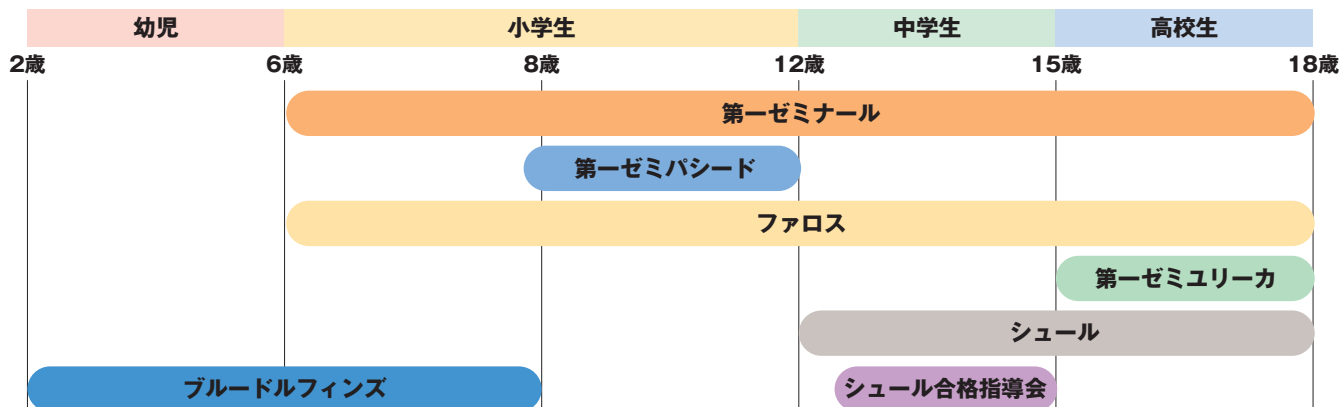 幼児 小学生 中学生 高校生
2歳 6歳 8歳 12歳 15歳 18歳
第一ゼミナール
第一ゼミパシード
ファロス
第一ゼミユリーカ
シュール
ブルードルフィンズ シュール合格指導会